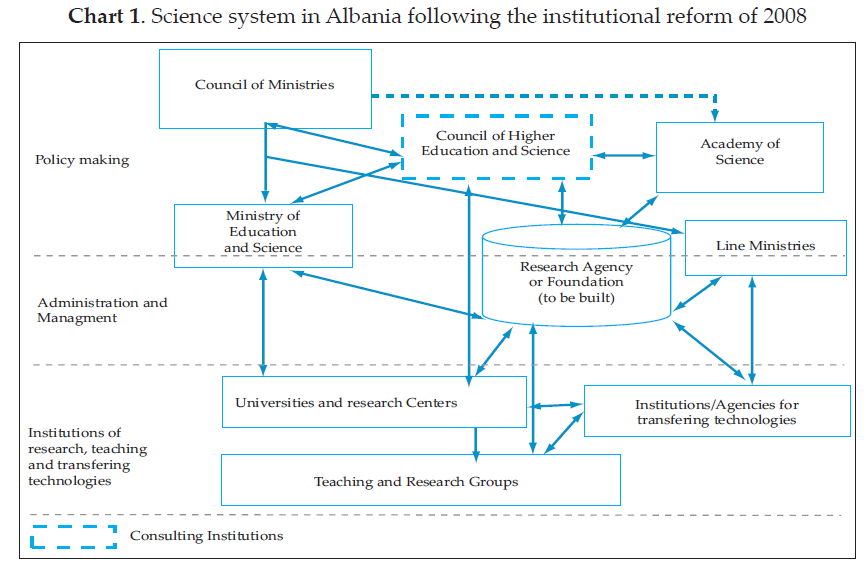 Chart 1. Science system in Albania following the institutional reform of 2008
Council of Ministries
Council of Higher
Education and Science
Academy of
Science
Policy making
Ministry of
Education
and Science
Line Ministries
Research Agency
or Foundation
(to be built)
Administration and
Managment
Universities and research Centers
Institutions/Agencies for
transfering technologies
Institutions of
research, teaching
and transfering
technologies
Teaching and Research Groups
Consulting Institutions